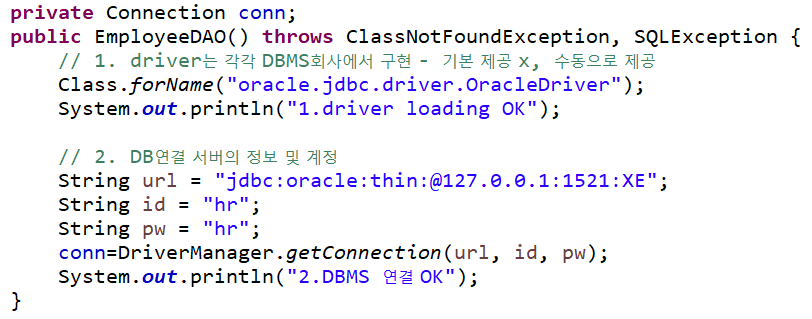 private Connection conn;
public EmployeeDAO() throws ClassNotFoundException, SQLException {
// 1. driver는 각각 DBMS회사에서 구현 - 기본 제공 x, 수동으로 제공
Class.forName("oracle.jdbc.driver.OracleDriver");
System.out.println("1.driver loading OK");
// 2. DB연결 서버의 정보 및 계정
String url = "jdbc:oracle:thin:@127.0.0.1:1521:XE";
String id = "hr";
String pw = "hr";
conn=DriverManager.getConnection(url, id, pw);
System.out.println("2.DBMS 연결 OK");
}